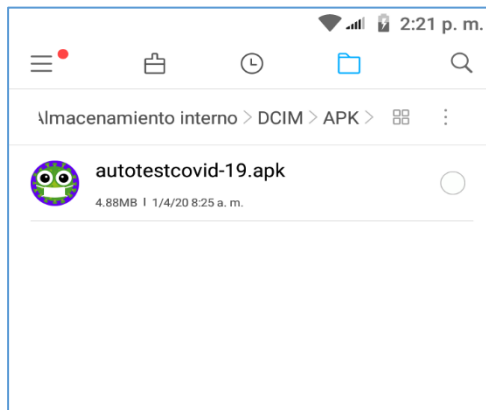 2:21 p. m.
Almacenamiento interno > DCIM > APK >
autotestcovid-19.apk
4.88MB | 1/4/20 8:25 a. m.